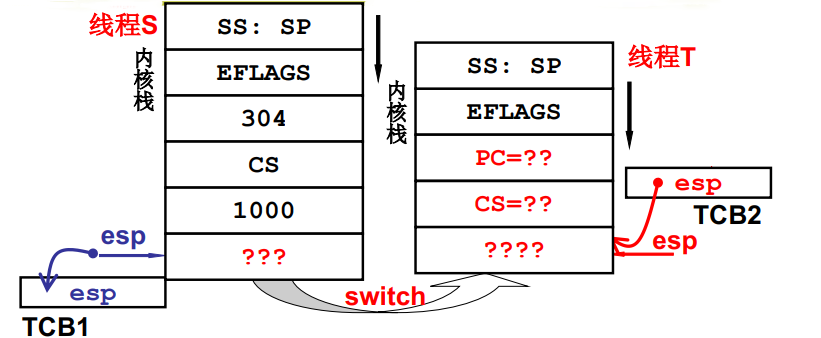 线程S
内核栈
SS: SP
EFLAGS
304
CS
1000
???
esp
esp
TCB1
switch
内核栈
SS: SP
EFLAGS
PC=??
CS=??
????
线程T
esp
TCB2
esp